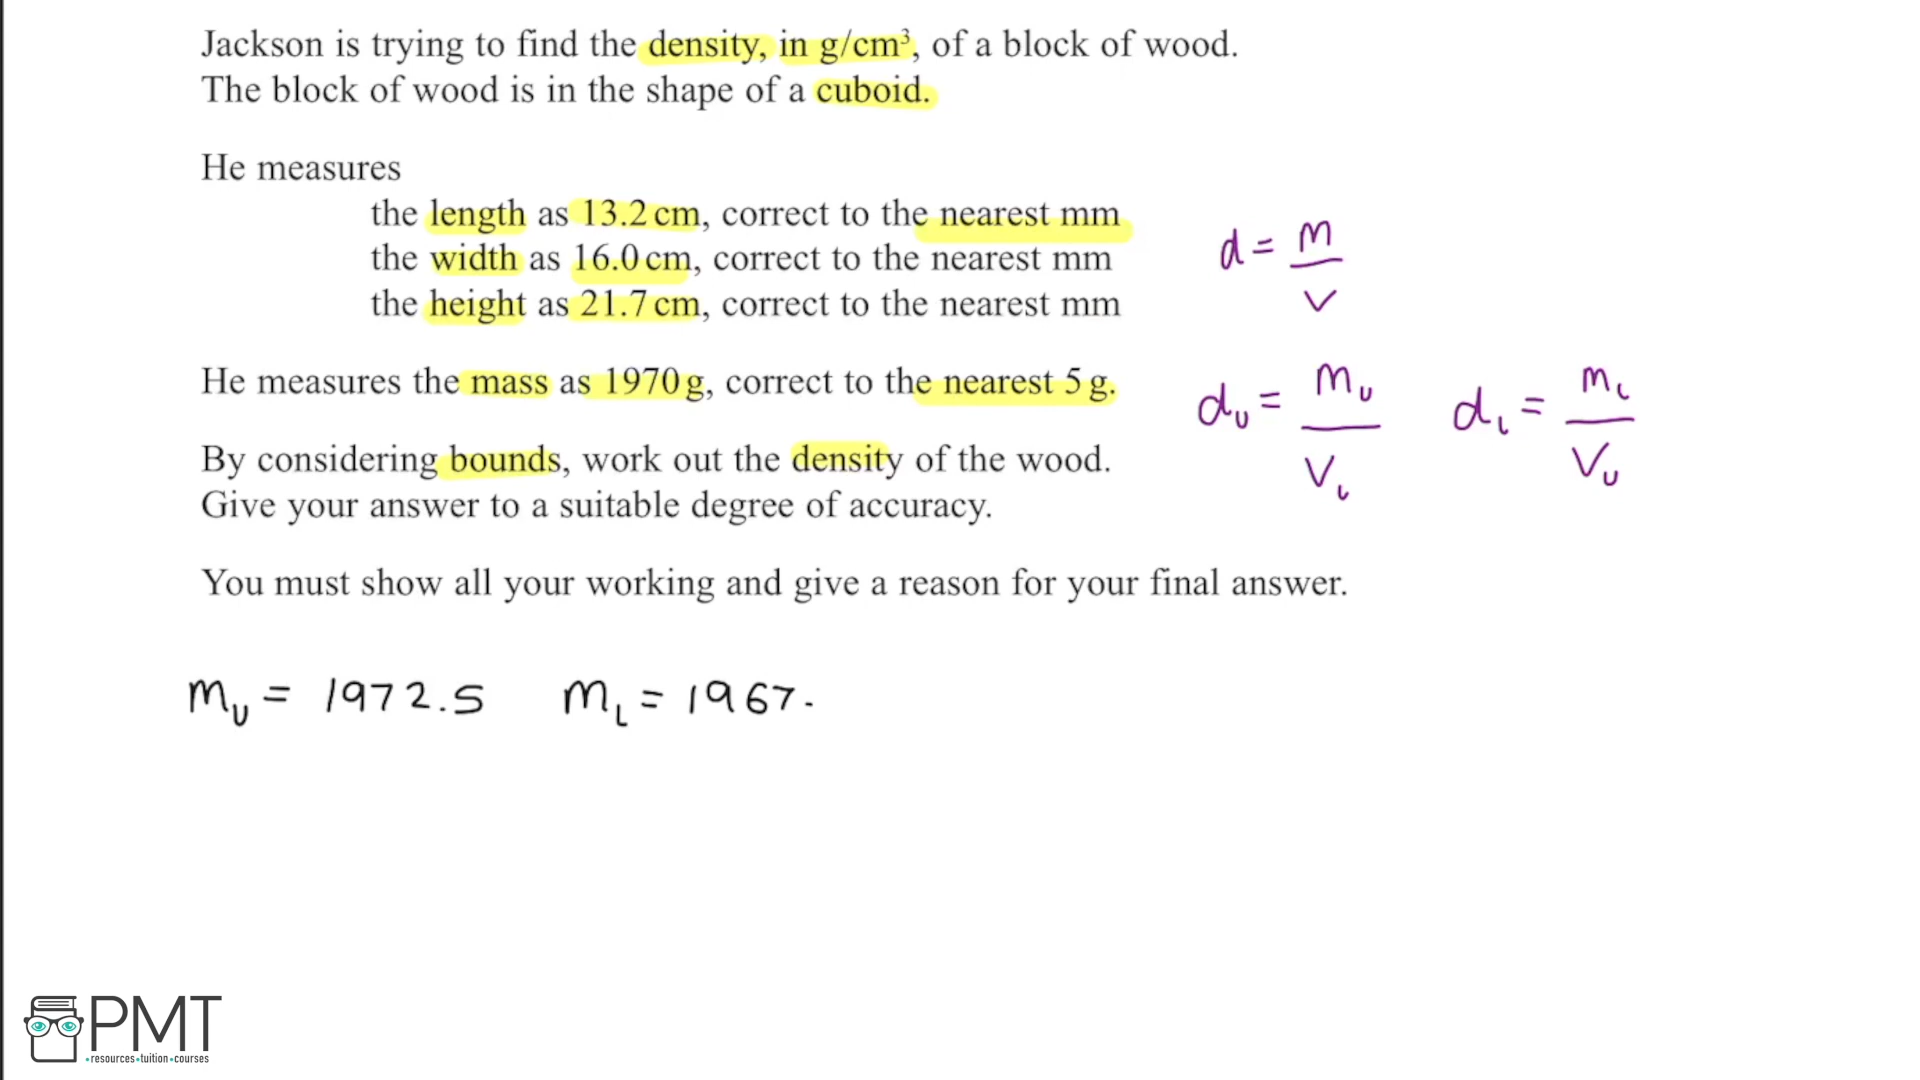 Jackson is trying to find the density, in g/cm³, of a block of wood.
The block of wood is in the shape of a cuboid.
He measures
the length as 13.2 cm, correct to the nearest mm
the width as 16.0 cm, correct to the nearest mm
the height as 21.7 cm, correct to the nearest mm
d = m/v
He measures the mass as 1970 g, correct to the nearest 5 g.
dᵤ = mᵤ/vₗ dₗ = mₗ/vᵤ
By considering bounds, work out the density of the wood.
Give your answer to a suitable degree of accuracy.
You must show all your working and give a reason for your final answer.
mᵤ = 1972.5 mₗ = 1967.
PMT
•resources•tuition•courses